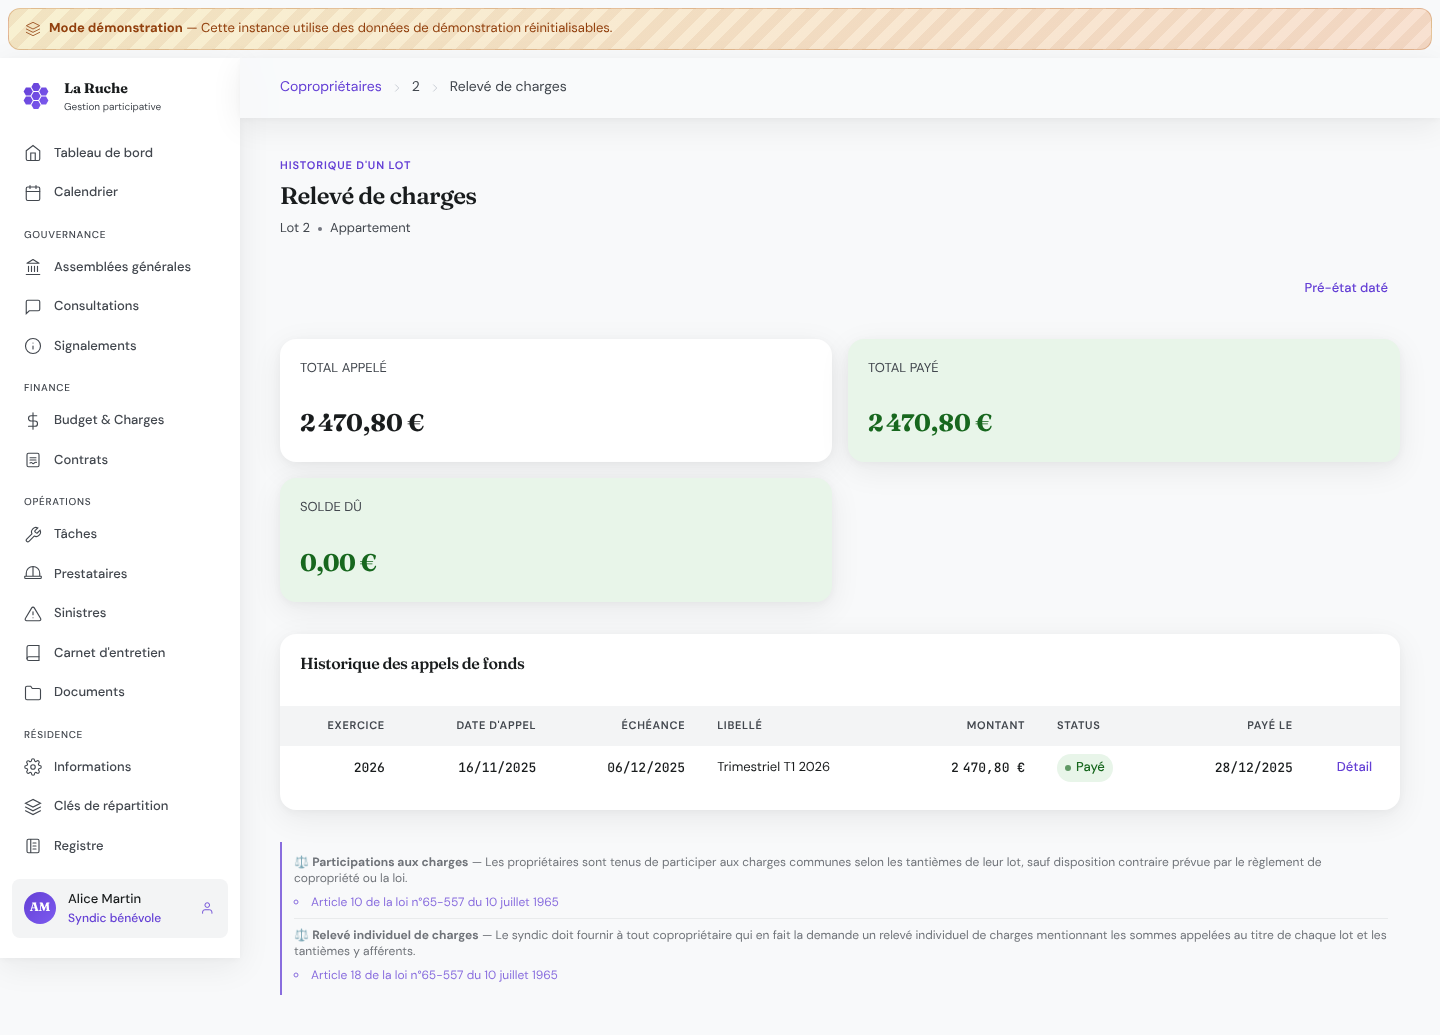 Mode démonstration — Cette instance utilise des données de démonstration réinitialisables.
La Ruche
Gestion participative
Tableau de bord
Calendrier
GOUVERNANCE
Assemblées générales
Consultations
Signalements
FINANCE
Budget & Charges
Contrats
OPÉRATIONS
Tâches
Prestataires
Sinistres
Carnet d'entretien
Documents
RÉSIDENCE
Informations
Clés de répartition
Registre
AM
Alice Martin
Syndic bénévole
Copropriétaires > 2 > Relevé de charges
HISTORIQUE D'UN LOT
Relevé de charges
Lot 2 • Appartement
Pré-état daté
TOTAL APPELÉ
2 470,80 €
TOTAL PAYÉ
2 470,80 €
SOLDE DÛ
0,00 €
Historique des appels de fonds
EXERCICE DATE D'APPEL ÉCHÉANCE LIBELLÉ MONTANT STATUS PAYÉ LE
2026 16/11/2025 06/12/2025 Trimestriel T1 2026 2 470,80 € Payé 28/12/2025 Détail
⚖️ Participations aux charges — Les propriétaires sont tenus de participer aux charges communes selon les tantièmes de leur lot, sauf disposition contraire prévue par le règlement de
copropriété ou la loi.
Article 10 de la loi n°65-557 du 10 juillet 1965
⚖️ Relevé individuel de charges — Le syndic doit fournir à tout copropriétaire qui en fait la demande un relevé individuel de charges mentionnant les sommes appelées au titre de chaque lot et les
tantièmes y afférents.
Article 18 de la loi n°65-557 du 10 juillet 1965